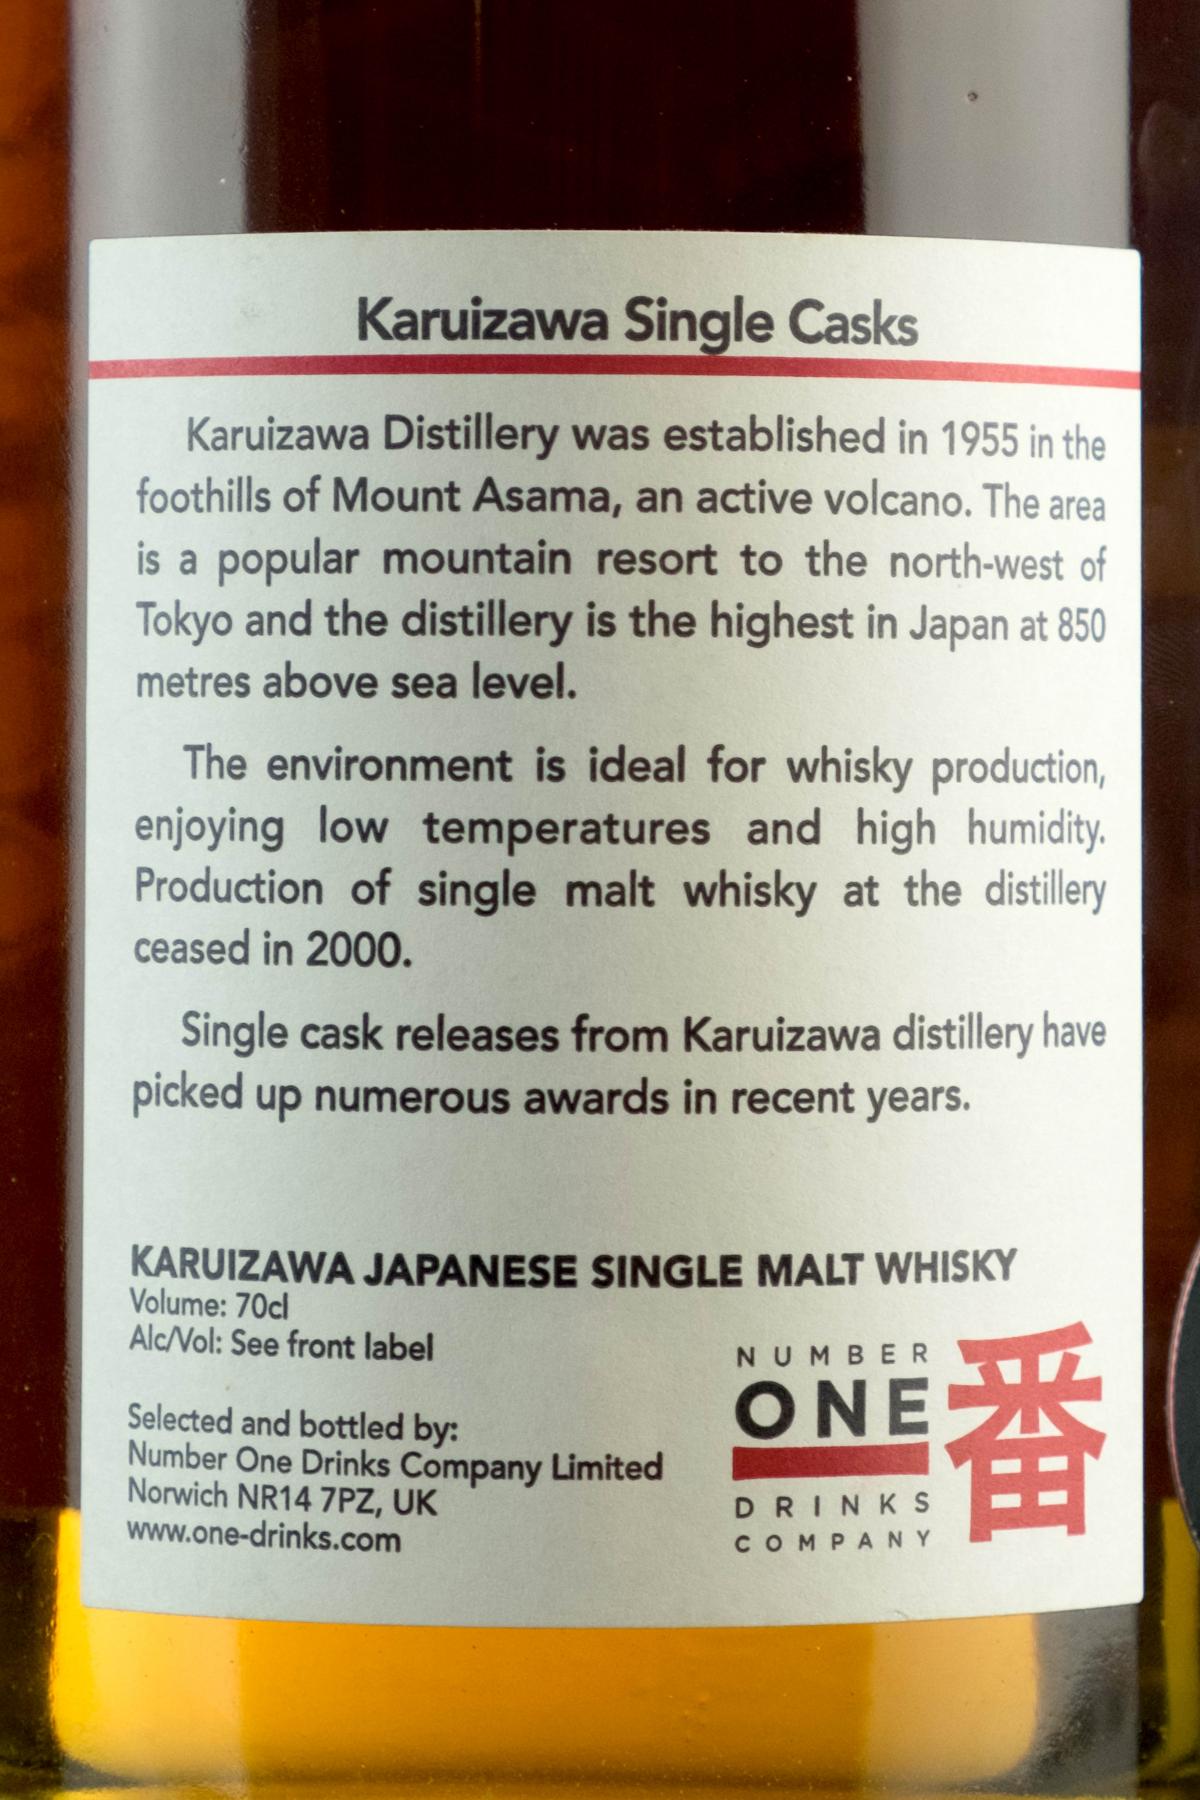 Karuizawa Single Casks
Karuizawa Distillery was established in 1955 in the
foothills of Mount Asama, an active volcano. The area
is a popular mountain resort to the north-west of
Tokyo and the distillery is the highest in Japan at 850
metres above sea level.
The environment is ideal for whisky production,
enjoying low temperatures and high humidity.
Production of single malt whisky at the distillery
ceased in 2000.
Single cask releases from Karuizawa distillery have
picked up numerous awards in recent years.
KARUIZAWA JAPANESE SINGLE MALT WHISKY
Volume: 70cl
Alc/Vol: See front label
Selected and bottled by:
Number One Drinks Company Limited
Norwich NR14 7PZ, UK
www.one-drinks.com
NUMBER
ONE
DRINKS
COMPANY
番